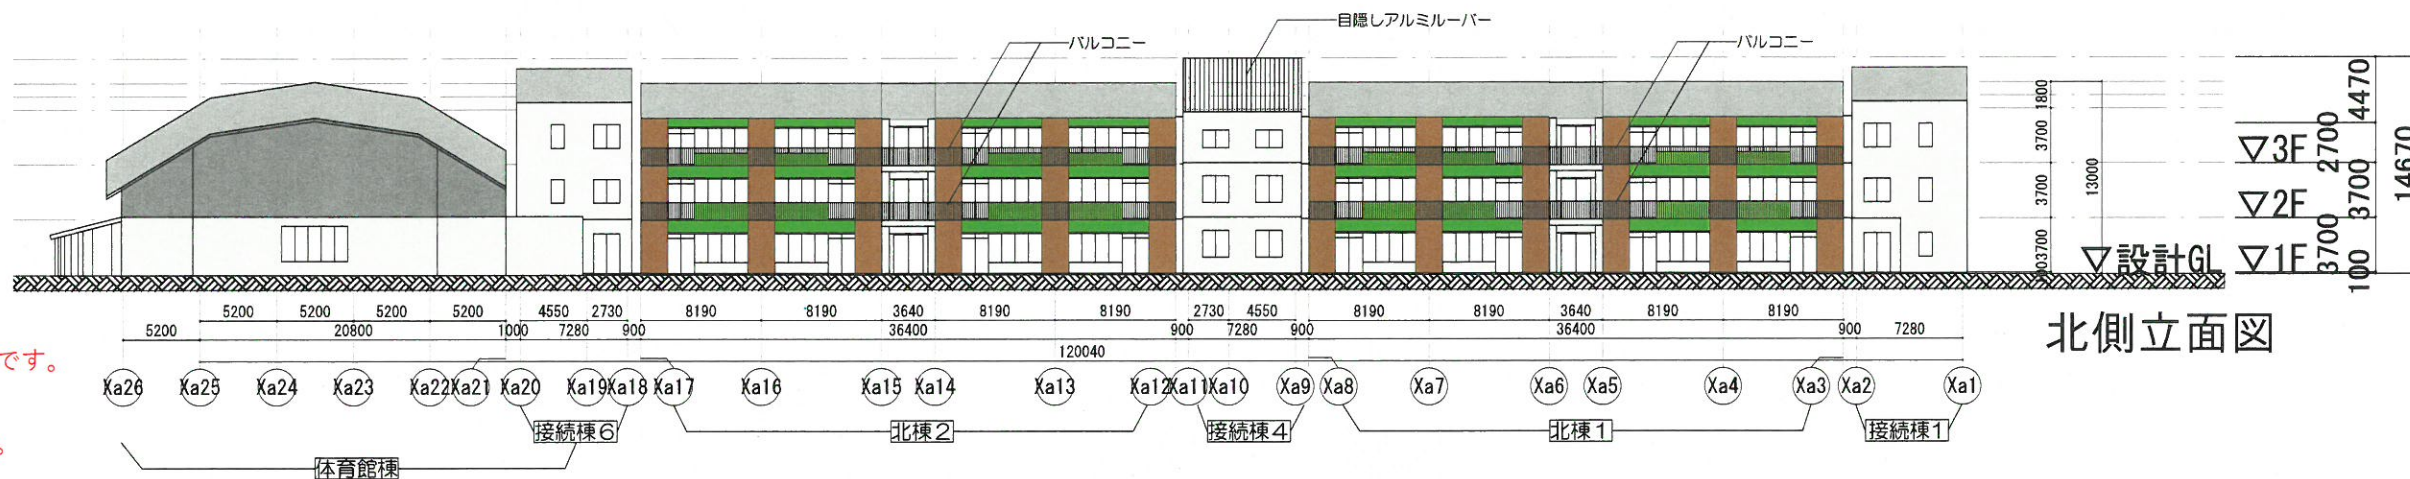 目隠しアルミルーバー
バルコニー
バルコニー
1800
3700
3700
3700
100
13000
4470
2700
3700
3700
100
14670
▽3F
▽2F
▽1F
▽設計GL
5200 5200 5200 5200 4550 2730 8190 8190 3640 8190 8190 2730 4550 8190 8190 3640 8190 8190
5200 20800 1000 7280 900 36400 900 7280 900 36400 900 7280
120040
北側立面図
です。
Xa26 Xa25 Xa24 Xa23 Xa22 Xa21 Xa20 Xa19 Xa18 Xa17 Xa16 Xa15 Xa14 Xa13 Xa12 Xa11 Xa10 Xa9 Xa8 Xa7 Xa6 Xa5 Xa4 Xa3 Xa2 Xa1
接続棟6 北棟2 接続棟4 北棟1 接続棟1
。
体育館棟